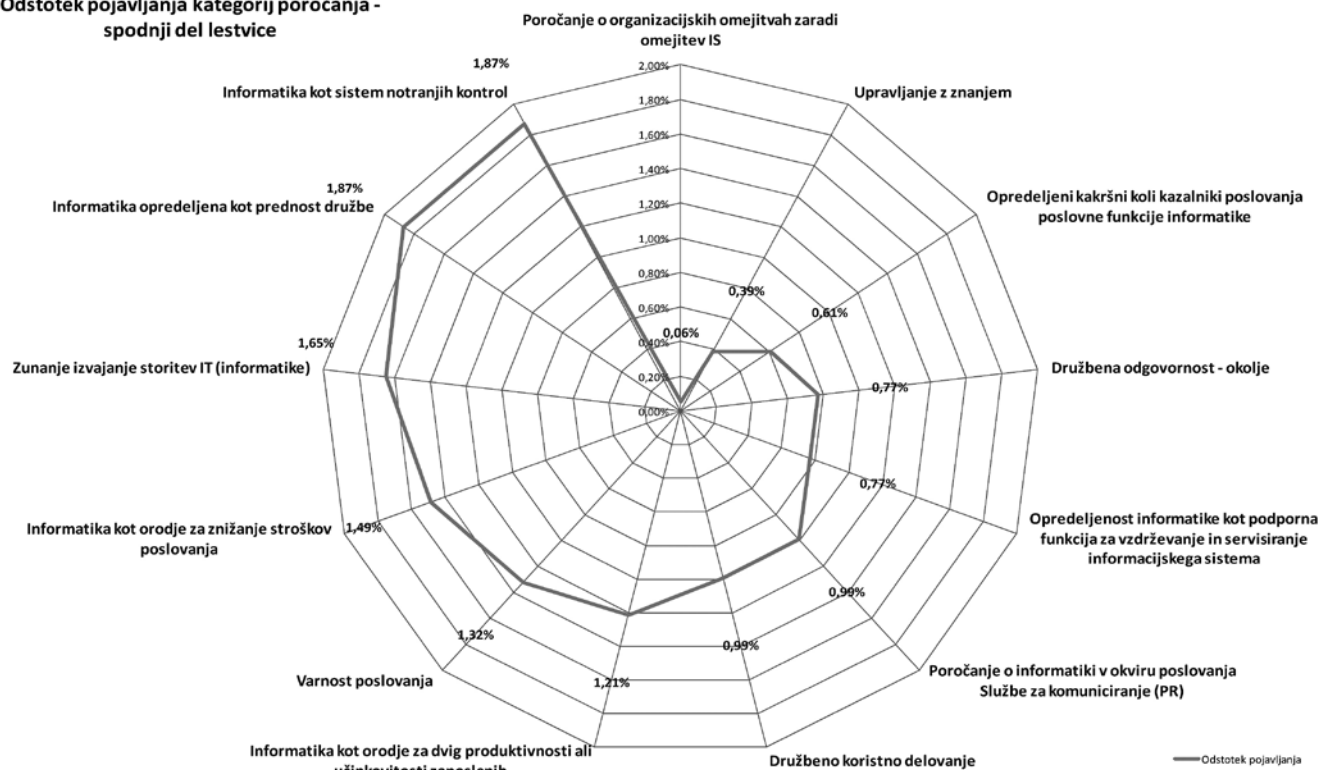 Odstotek pojavljanja kategorij poročanja -
spodnji del lestvice
Poročanje o organizacijskih omejitvah zaradi
omejitev IS
1,87%
2,00%
Informatika kot sistem notranjih kontrol
Upravljanje z znanjem
1,80%
1,60%
1,40%
1,87%
Informatika opredeljena kot prednost družbe
Opredeljeni kakršni koli kazalniki poslovanja
poslovne funkcije informatike
1,20%
1,00%
0,80%
0,39%
0,60%
0,61%
0,06%
0,40%
1,65%
Zunanje izvajanje storitev IT (informatike)
Družbena odgovornost - okolje
0,20%
0,77%
0,00%
0,77%
Informatika kot orodje za znižanje stroškov
poslovanja
1,49%
Opredeljenost informatike kot podporna
funkcija za vzdrževanje in servisiranje
informacijskega sistema
0,99%
1,32%
0,99%
Varnost poslovanja
1,21%
Poročanje o informatiki v okviru poslovanja
Službe za komuniciranje (PR)
Informatika kot orodje za dvig produktivnosti ali
Družbeno koristno delovanje
Odstotek pojavljanja